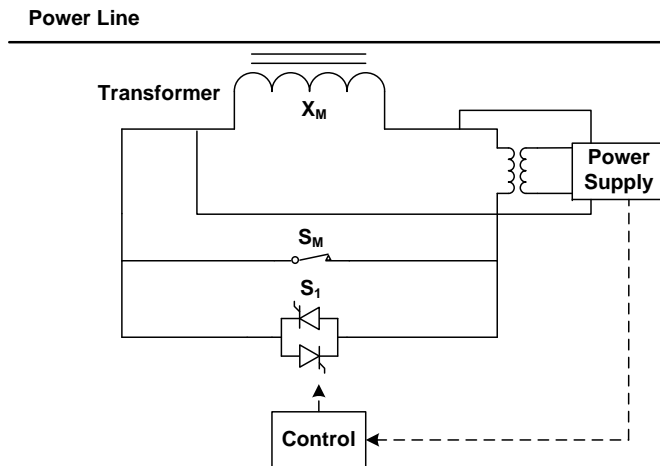 Power Line
Transformer
XM
Power
Supply
SM
S1
Control